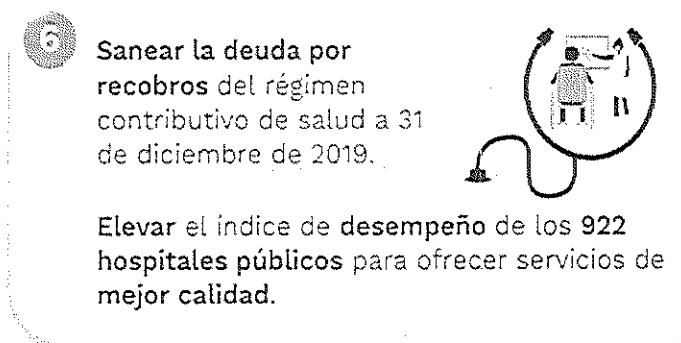 6
Sanear la deuda por
recobros del régimen
contributivo de salud a 31
de diciembre de 2019.
Elevar el índice de desempeño de los 922
hospitales públicos para ofrecer servicios de
mejor calidad.